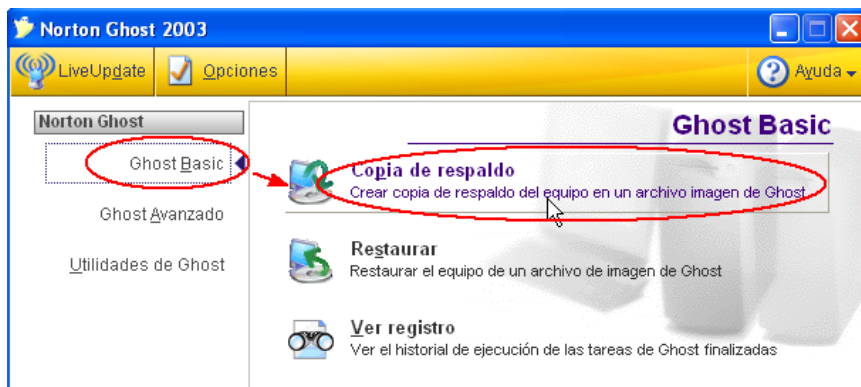 Norton Ghost 2003
LiveUpdate Opciones Ayuda
Norton Ghost
Ghost Basic
Ghost Basic
Copia de respaldo
Crear copia de respaldo del equipo en un archivo imagen de Ghost
Ghost Avanzado
Restaurar
Restaurar el equipo de un archivo de imagen de Ghost
Utilidades de Ghost
Ver registro
Ver el historial de ejecución de las tareas de Ghost finalizadas